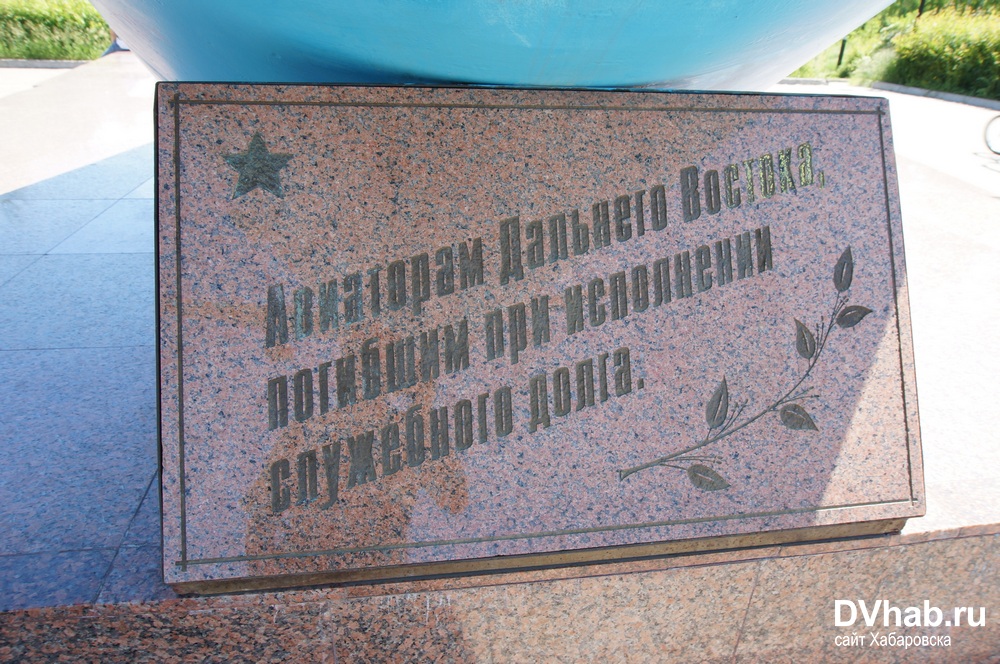 Авиаторам Дальнего Востока,
погибшим при исполнении
служебного долга.
DVhab.ru
сайт Хабаровска